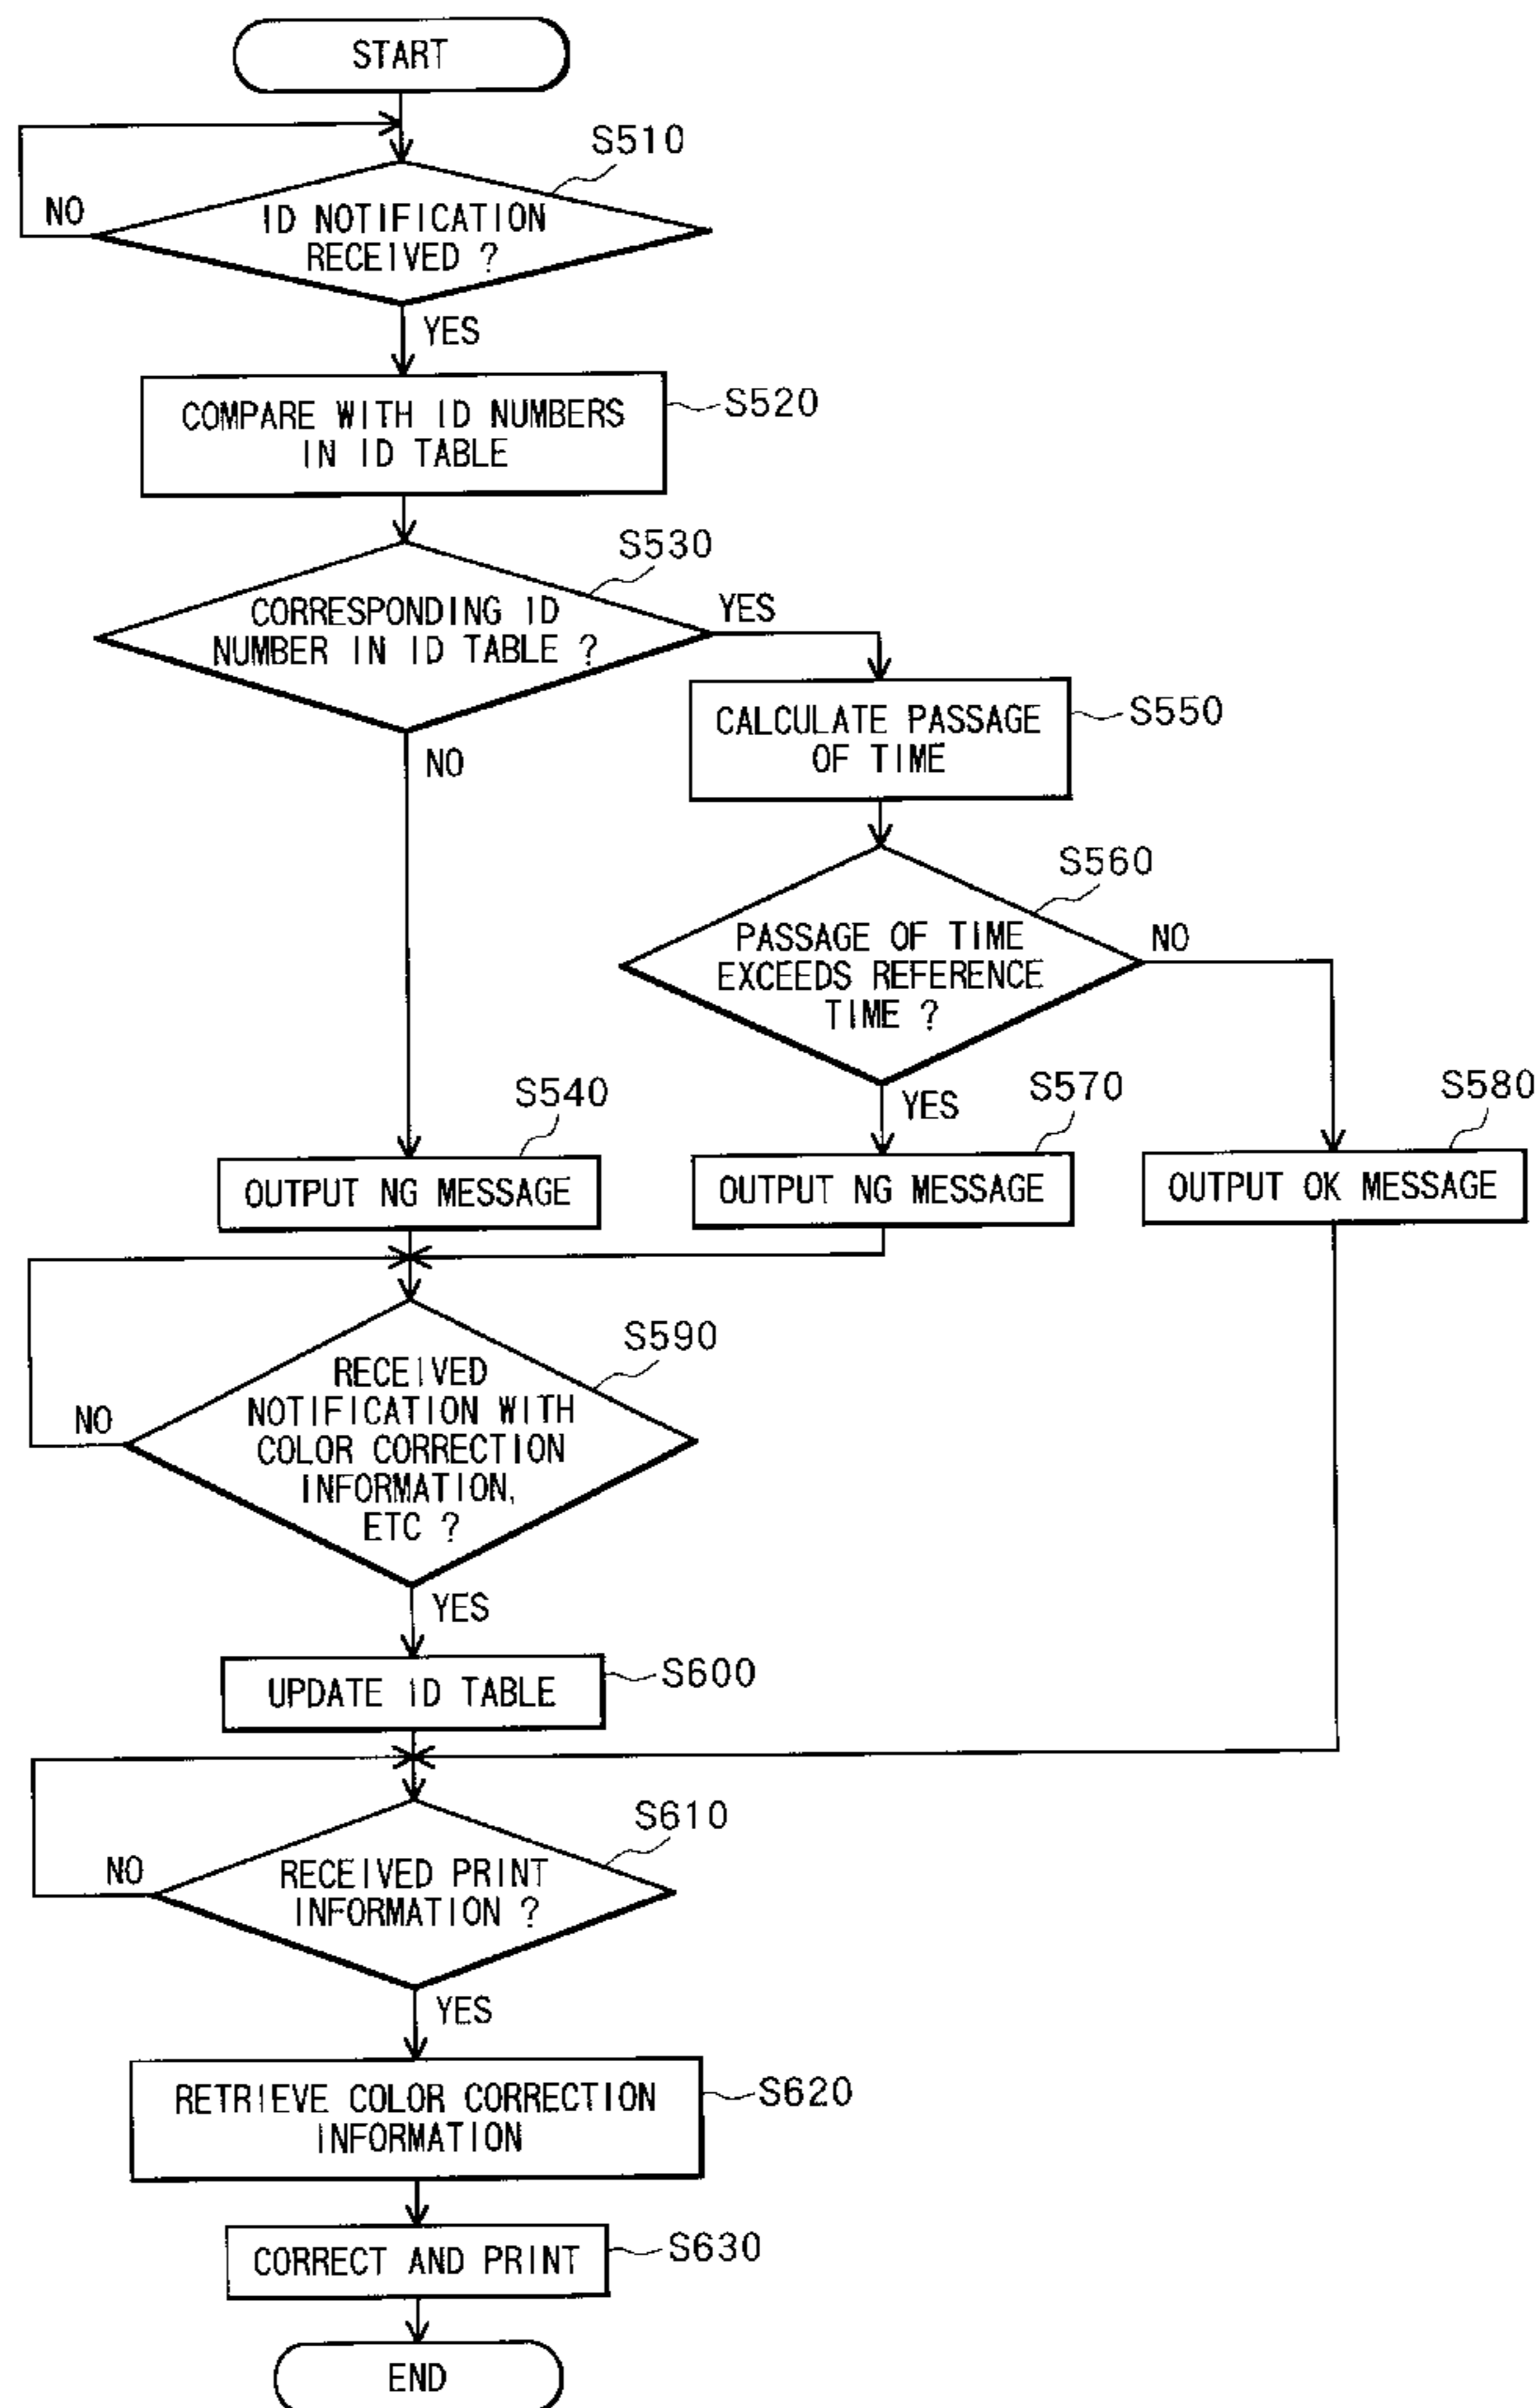 START
S510
NO
ID NOTIFICATION
RECEIVED ?
YES
COMPARE WITH ID NUMBERS
IN ID TABLE
S520
S530
CORRESPONDING ID
NUMBER IN ID TABLE ?
YES
NO
CALCULATE PASSAGE
OF TIME
S550
S560
PASSAGE OF TIME
EXCEEDS REFERENCE
TIME ?
NO
YES
S540
S570
S580
OUTPUT NG MESSAGE
OUTPUT NG MESSAGE
OUTPUT OK MESSAGE
S590
NO
RECEIVED
NOTIFICATION WITH
COLOR CORRECTION
INFORMATION,
ETC ?
YES
UPDATE ID TABLE
S600
S610
NO
RECEIVED PRINT
INFORMATION ?
YES
RETRIEVE COLOR CORRECTION
INFORMATION
S620
CORRECT AND PRINT
S630
END